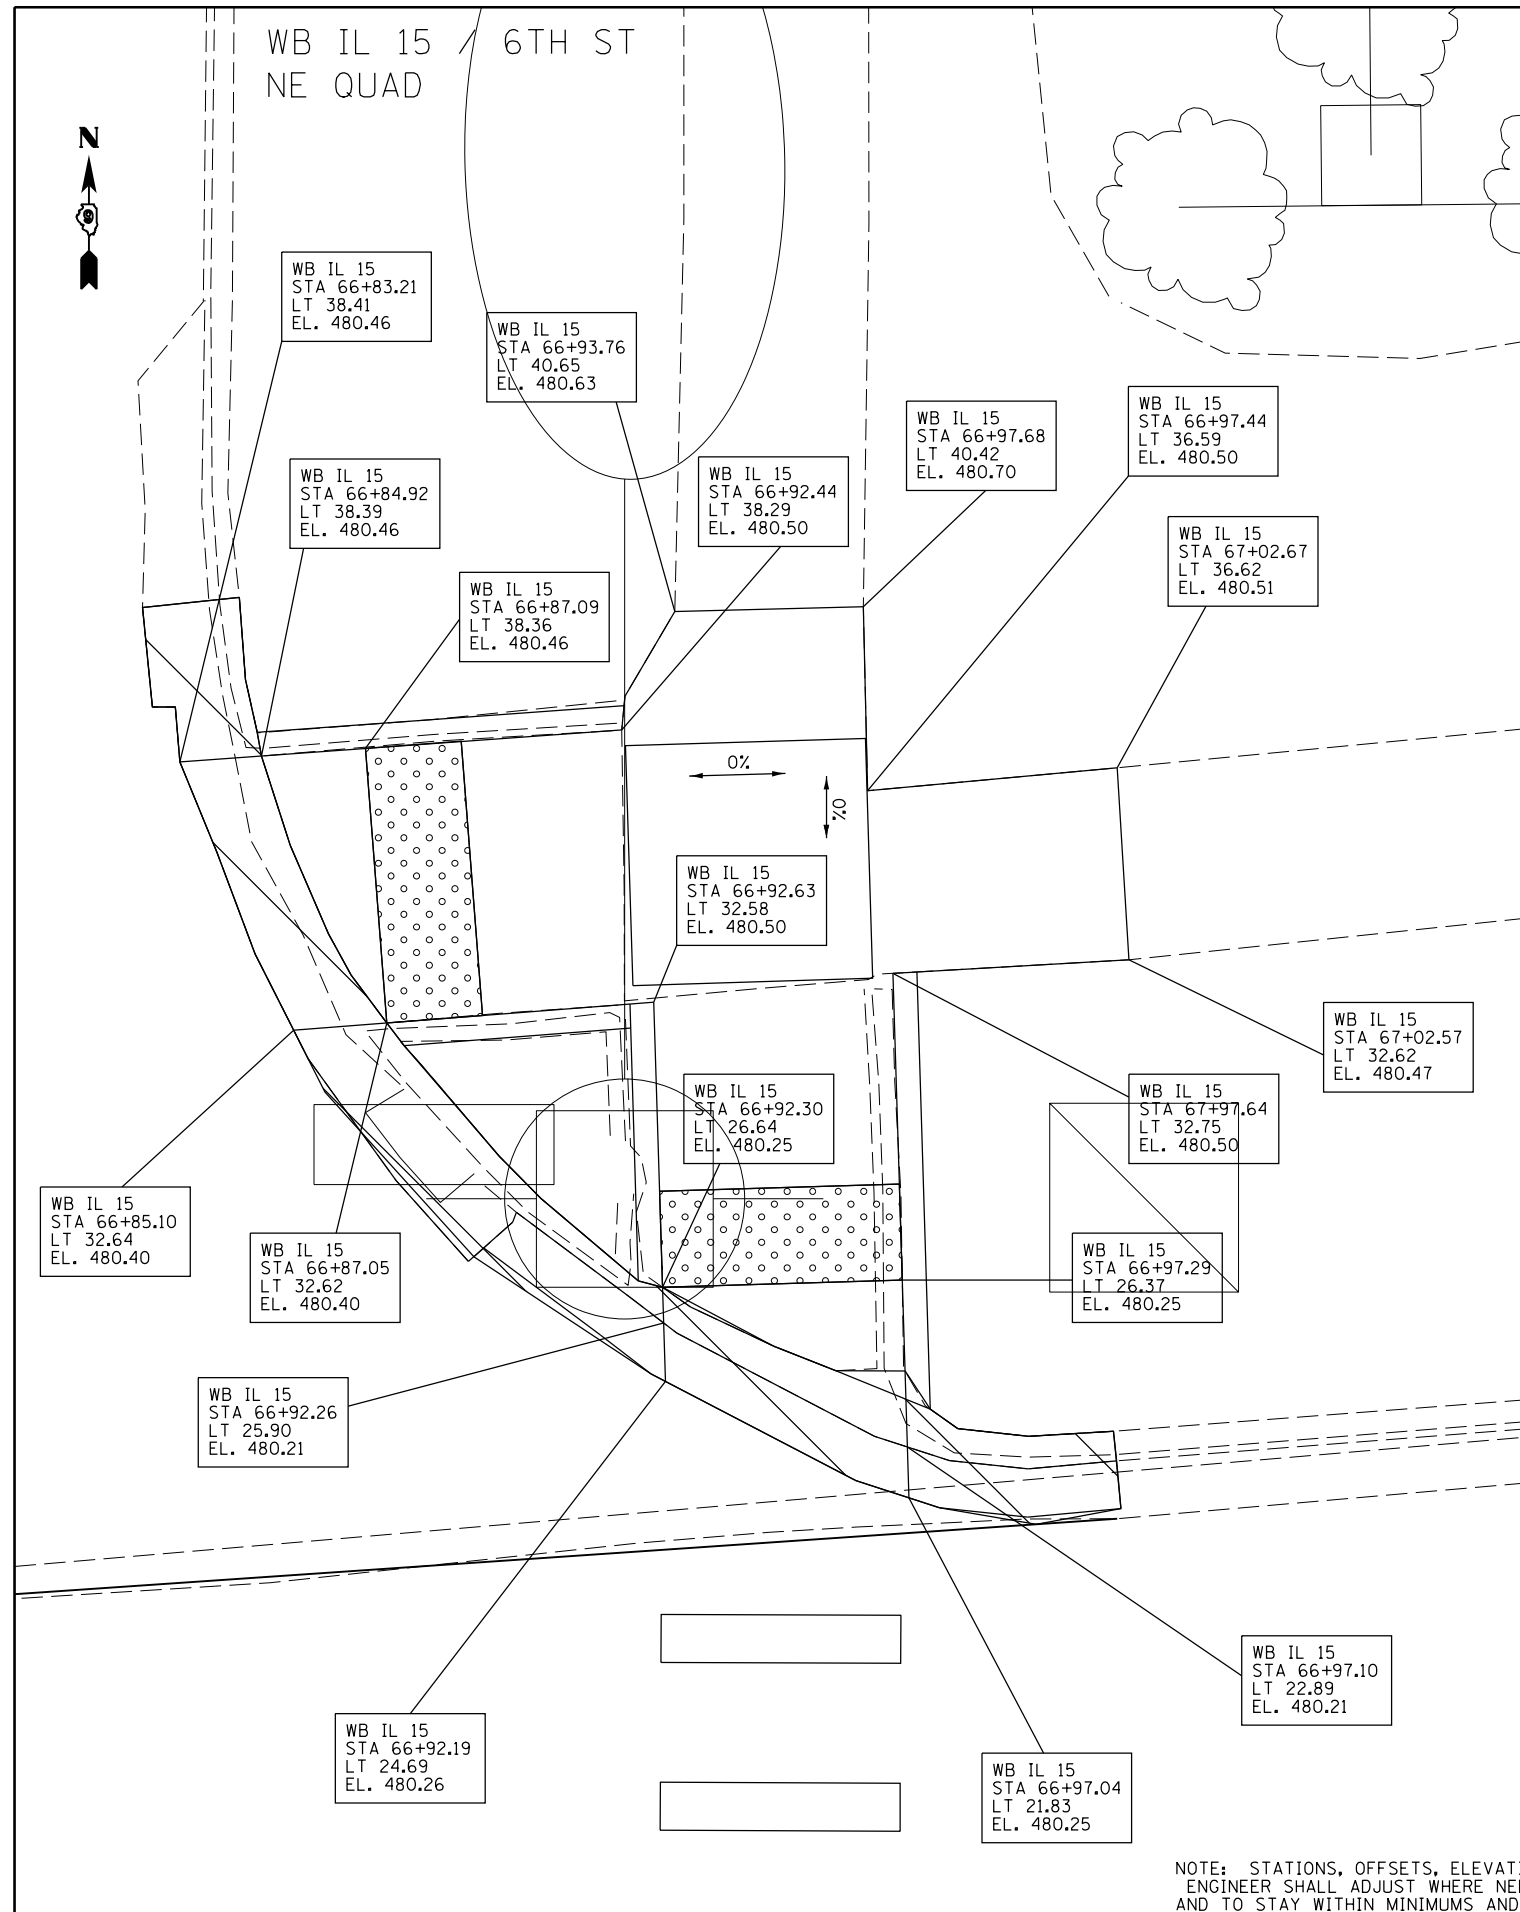 WB IL 15 / 6TH ST
NE QUAD
N
9
WB IL 15
STA 66+83.21
LT 38.41
EL. 480.46
WB IL 15
STA 66+93.76
LT 40.65
EL. 480.63
WB IL 15
STA 66+97.44
LT 36.59
EL. 480.50
WB IL 15
STA 66+97.68
LT 40.42
EL. 480.70
WB IL 15
STA 66+84.92
LT 38.39
EL. 480.46
WB IL 15
STA 66+92.44
LT 38.29
EL. 480.50
WB IL 15
STA 67+02.67
LT 36.62
EL. 480.51
WB IL 15
STA 66+87.09
LT 38.36
EL. 480.46
0%
0%
WB IL 15
STA 66+92.63
LT 32.58
EL. 480.50
WB IL 15
STA 67+02.57
LT 32.62
EL. 480.47
WB IL 15
STA 66+92.30
LT 26.64
EL. 480.25
WB IL 15
STA 67+97.64
LT 32.75
EL. 480.50
WB IL 15
STA 66+85.10
LT 32.64
EL. 480.40
WB IL 15
STA 66+87.05
LT 32.62
EL. 480.40
WB IL 15
STA 66+97.29
LT 26.37
EL. 480.25
WB IL 15
STA 66+92.26
LT 25.90
EL. 480.21
WB IL 15
STA 66+97.10
LT 22.89
EL. 480.21
WB IL 15
STA 66+92.19
LT 24.69
EL. 480.26
WB IL 15
STA 66+97.04
LT 21.83
EL. 480.25
NOTE: STATIONS, OFFSETS, ELEVATI
ENGINEER SHALL ADJUST WHERE NE
AND TO STAY WITHIN MINIMUMS AND